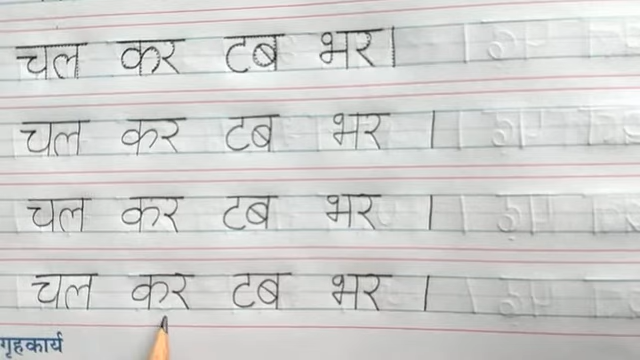 चल कर टब भर।
चल कर टब भर ।
चल कर टब भर ।
चल कर टब भर ।
गृहकार्य